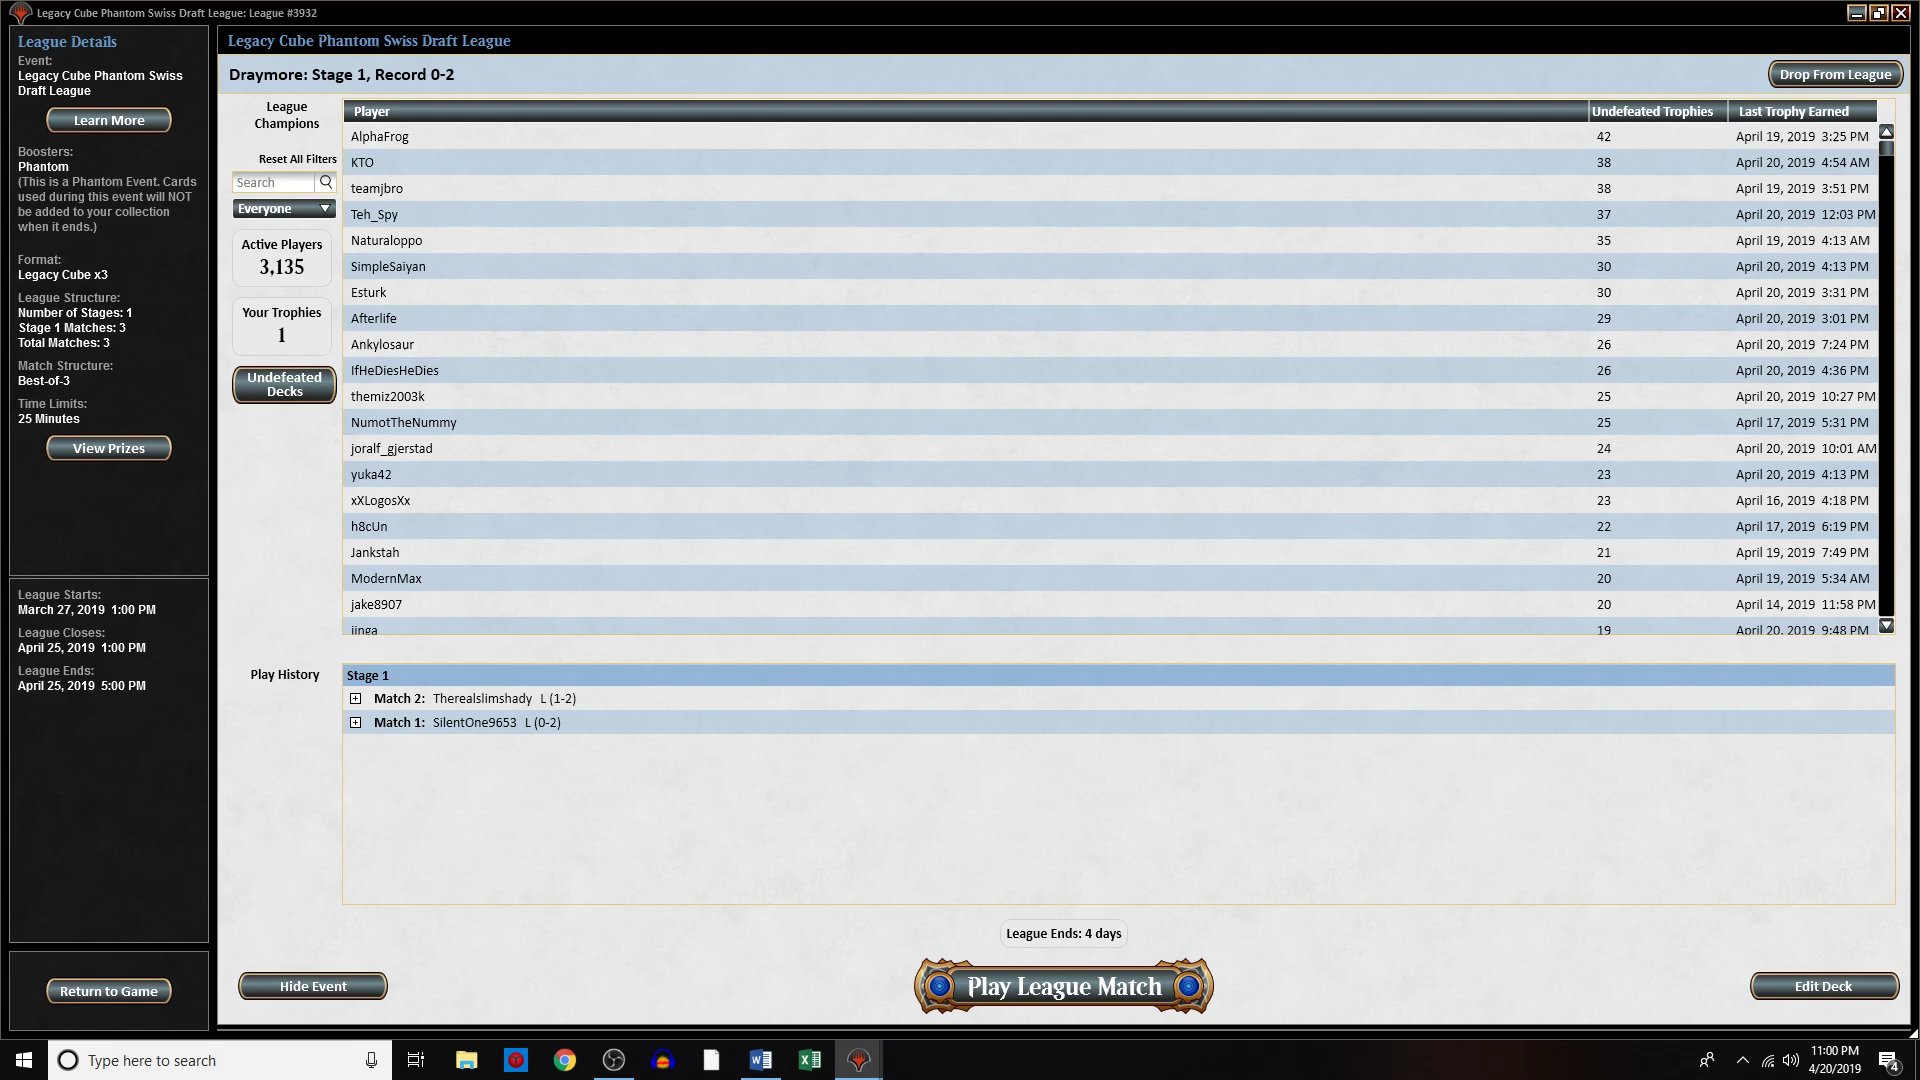 Legacy Cube Phantom Swiss Draft League: League #3932
League Details
Event:
Legacy Cube Phantom Swiss
Draft League
Learn More
Boosters:
Phantom
(This is a Phantom Event. Cards
used during this event will NOT
be added to your collection
when it ends.)
Format:
Legacy Cube x3
League Structure:
Number of Stages: 1
Stage 1 Matches: 3
Total Matches: 3
Match Structure:
Best-of-3
Time Limits:
25 Minutes
View Prizes
League Starts:
March 27, 2019 1:00 PM
League Closes:
April 25, 2019 1:00 PM
League Ends:
April 25, 2019 5:00 PM
Return to Game
Legacy Cube Phantom Swiss Draft League
Draymore: Stage 1, Record 0-2
Drop From League
League
Champions
Reset All Filters
Search
Everyone
Active Players
3,135
Your Trophies
1
Undefeated
Decks
Player Undefeated Trophies Last Trophy Earned
AlphaFrog 42 April 19, 2019 3:25 PM
KTO 38 April 20, 2019 4:54 AM
teamjbro 38 April 19, 2019 3:51 PM
Teh_Spy 37 April 20, 2019 12:03 PM
Naturaloppo 35 April 19, 2019 4:13 AM
SimpleSaiyan 30 April 20, 2019 4:13 PM
Esturk 30 April 20, 2019 3:31 PM
Afterlife 29 April 20, 2019 3:01 PM
Ankylosaur 26 April 20, 2019 7:24 PM
IfHeDiesHeDies 26 April 20, 2019 4:36 PM
themiz2003k 25 April 20, 2019 10:27 PM
NumotTheNummy 25 April 17, 2019 5:31 PM
joralf_gjerstad 24 April 20, 2019 10:01 AM
yuka42 23 April 20, 2019 4:13 PM
xXLogosXx 23 April 16, 2019 4:18 PM
h8cUn 22 April 17, 2019 6:19 PM
Jankstah 21 April 19, 2019 7:49 PM
ModernMax 20 April 19, 2019 5:34 AM
jake8907 20 April 14, 2019 11:58 PM
19 April 20, 2019 9:48 PM
Play History
Stage 1
Match 2: Therealslimshady L (1-2)
Match 1: SilentOne9653 L (0-2)
League Ends: 4 days
Hide Event
Play League Match
Edit Deck
Type here to search
11:00 PM
4/20/2019
4